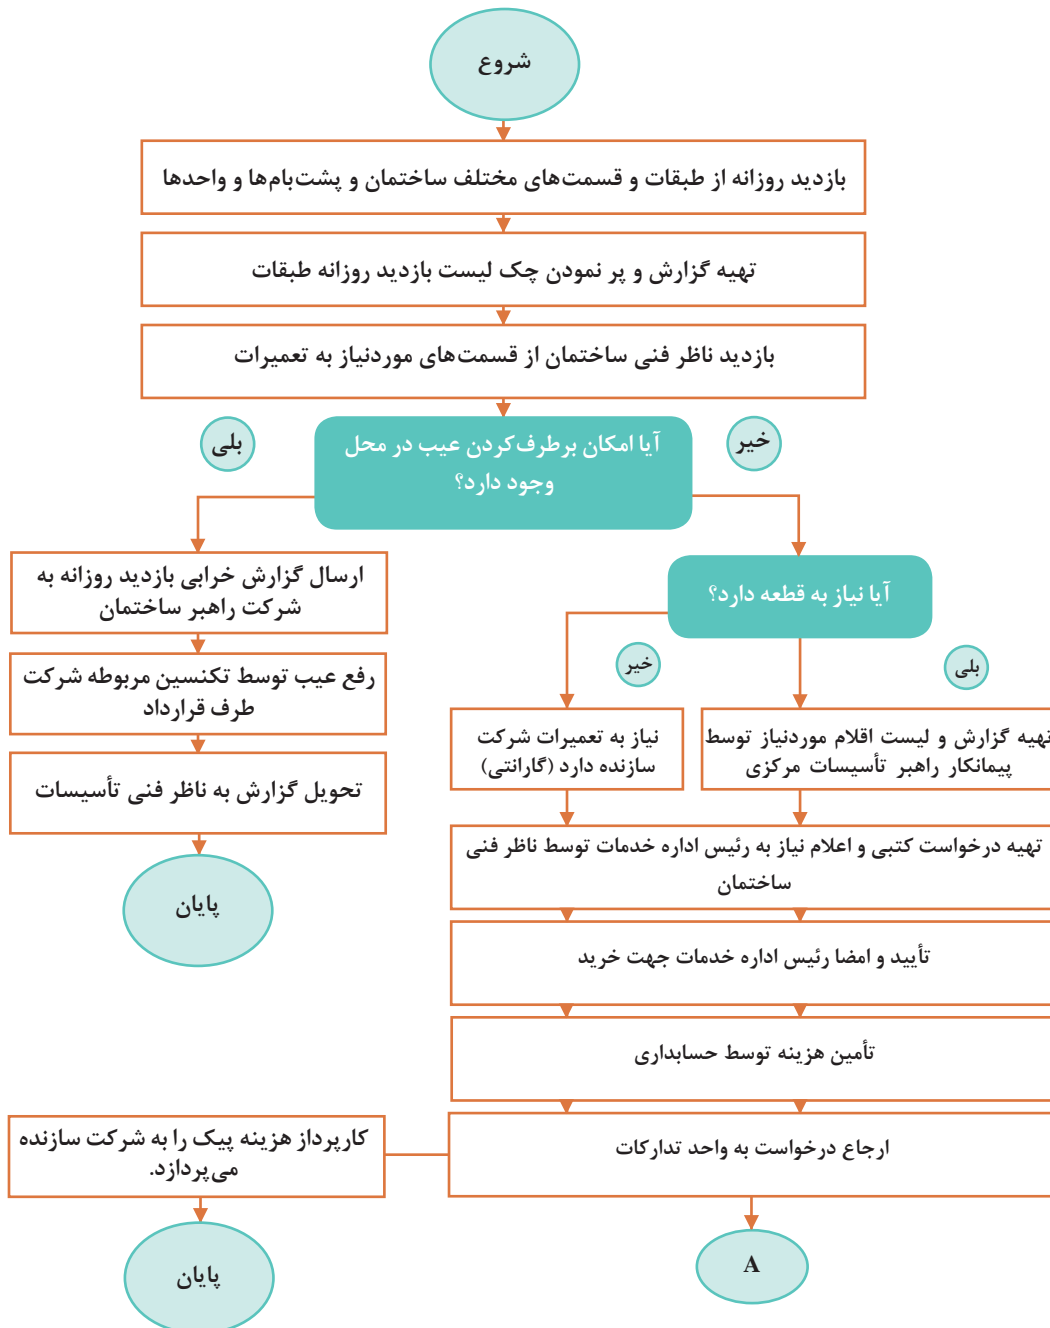 شروع
بازدید روزانه از طبقات و قسمت‌های مختلف ساختمان و پشت‌بام‌ها و واحدها
تهیه گزارش و پر نمودن چک لیست بازدید روزانه طبقات
بازدید ناظر فنی ساختمان از قسمت‌های موردنیاز به تعمیرات
آیا امکان برطرف‌کردن عیب در محل
وجود دارد؟
خیر
بلی
آیا نیاز به قطعه دارد؟
بلی
خیر
ارسال گزارش خرابی بازدید روزانه به
شرکت راهبر ساختمان
رفع عیب توسط تکنسین مربوطه شرکت
طرف قرارداد
تحویل گزارش به ناظر فنی تأسیسات
پایان
تهیه گزارش و لیست اقلام موردنیاز توسط
پیمانکار راهبر تأسیسات مرکزی
نیاز به تعمیرات شرکت
سازنده دارد (گارانتی)
تهیه درخواست کتبی و اعلام نیاز به رئیس اداره خدمات توسط ناظر فنی
ساختمان
تأیید و امضا رئیس اداره خدمات جهت خرید
تأمین هزینه توسط حسابداری
ارجاع درخواست به واحد تدارکات
کارپرداز هزینه پیک را به شرکت سازنده
می‌پردازد.
A
پایان